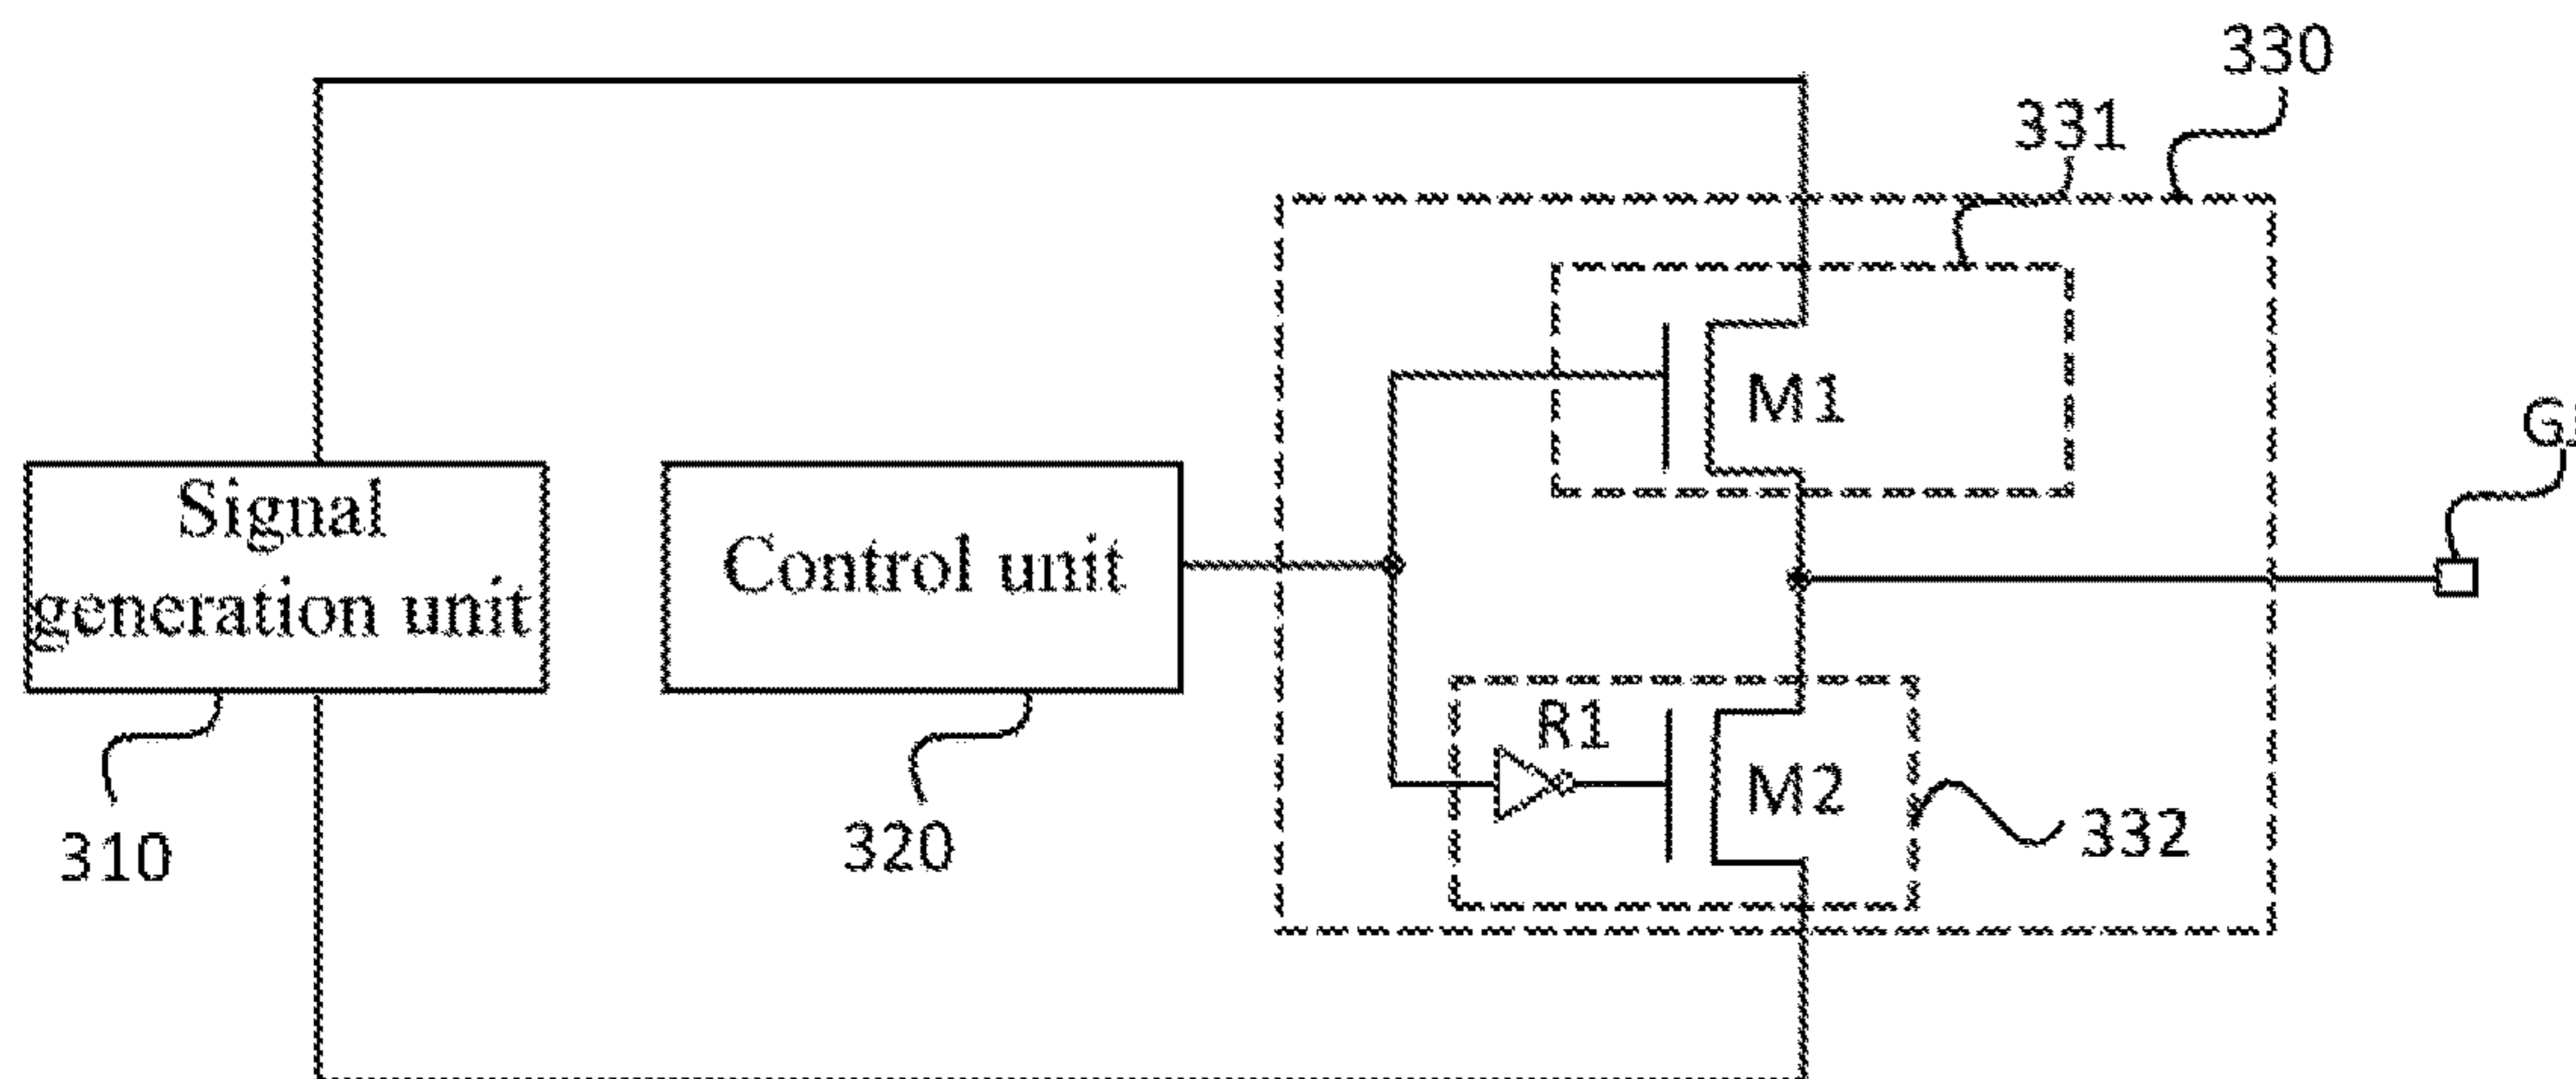 330
331
M1
Signal
generation unit
Control unit
R1
M2
332
310
320